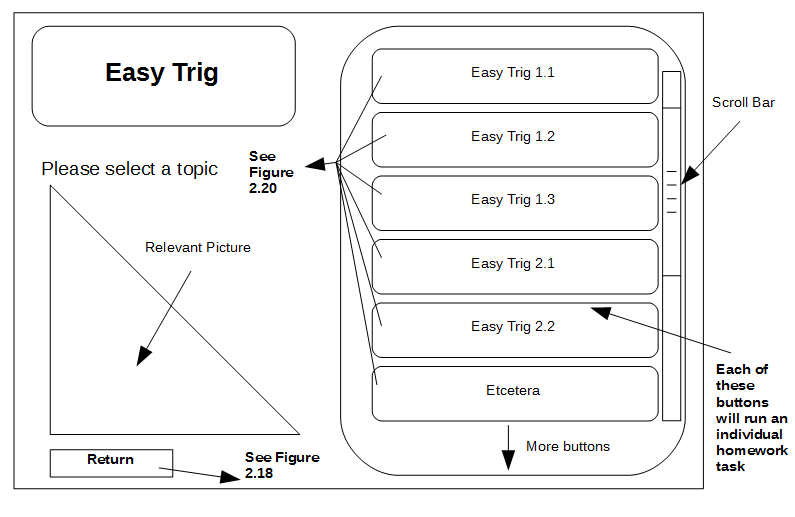 Easy Trig
Please select a topic
See
Figure
2.20
Relevant Picture
Return
See Figure
2.18
Easy Trig 1.1
Easy Trig 1.2
Easy Trig 1.3
Easy Trig 2.1
Easy Trig 2.2
Etcetera
More buttons
Scroll Bar
Each of
these
buttons
will run an
individual
homework
task